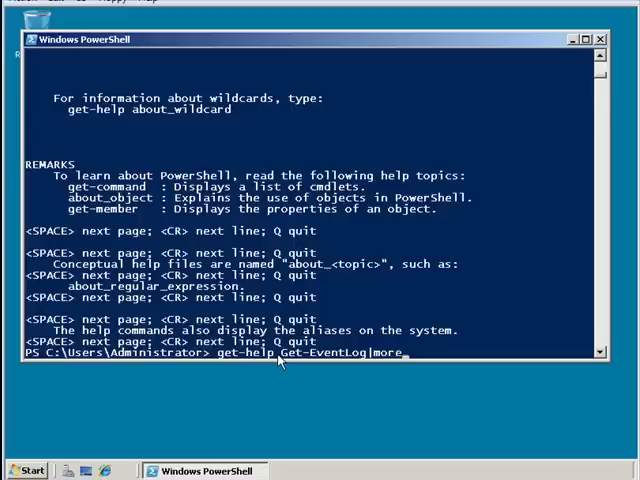 Windows PowerShell
For information about wildcards, type:
get-help about_wildcard
REMARKS
To learn about PowerShell, read the following help topics:
get-command : Displays a list of cmdlets.
about_object : Explains the use of objects in PowerShell.
get-member : Displays the properties of an object.
<SPACE> next page; <CR> next line; Q quit
<SPACE> next page; <CR> next line; Q quit
Conceptual help files are named "about_<topic>", such as:
<SPACE> next page; <CR> next line; Q quit
about_regular_expression.
<SPACE> next page; <CR> next line; Q quit
<SPACE> next page; <CR> next line; Q quit
The help commands also display the aliases on the system.
<SPACE> next page; <CR> next line; Q quit
PS C:\Users\Administrator> get-help Get-EventLog|more_
Start
Windows PowerShell